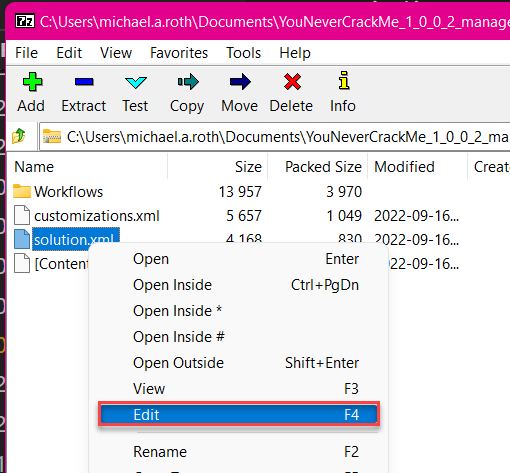 7z C:\Users\michael.a.roth\Documents\YouNeverCrackMe_1_0_0_2_manage
File Edit View Favorites Tools Help
Add Extract Test Copy Move Delete Info
C:\Users\michael.a.roth\Documents\YouNeverCrackMe_1_0_0_2_man
Name Size Packed Size Modified Create
Workflows 13 957 3 970
customizations.xml 5 657 1 049 2022-09-16...
solution.xml 4 168 830 2022-09-16...
[Content 2022-09-16...
Open Enter
Open Inside Ctrl+PgDn
Open Inside *
Open Inside #
Open Outside Shift+Enter
View F3
Edit F4
Rename F2